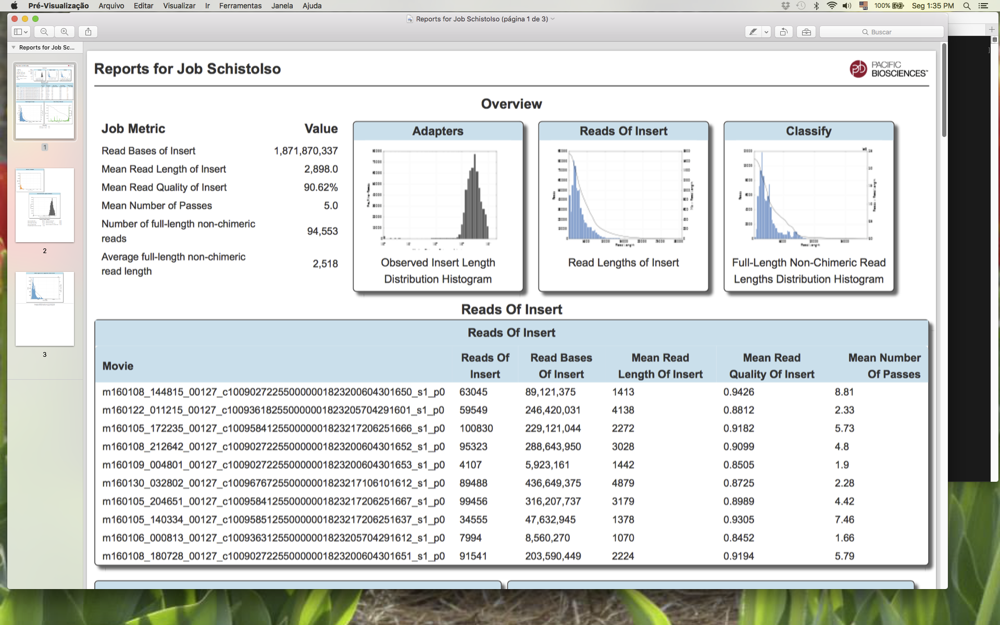 Pré-Visualização Arquivo Editar Visualizar Ir Ferramentas Janela Ajuda 100% Seg 1:35 PM
Reports for Job SchistoIso (página 1 de 3)
Buscar
Reports for Job Sc...
1
2
3
Reports for Job SchistoIso
PACIFIC
BIOSCIENCES™
Overview
Job Metric Value
Read Bases of Insert 1,871,870,337
Mean Read Length of Insert 2,898.0
Mean Read Quality of Insert 90.62%
Mean Number of Passes 5.0
Number of full-length non-chimeric
reads 94,553
Average full-length non-chimeric
read length 2,518
Adapters
Observed Insert Length
Distribution Histogram
Reads Of Insert
Read Lengths of Insert
Classify
Full-Length Non-Chimeric Read
Lengths Distribution Histogram
Reads Of Insert
Reads Of Insert
Movie Reads Of Insert Read Bases Of Insert Mean Read Length Of Insert Mean Read Quality Of Insert Mean Number Of Passes
m160108_144815_00127_c100902722550000001823200604301650_s1_p0 63045 89,121,375 1413 0.9426 8.81
m160122_011215_00127_c100936182550000001823205704291601_s1_p0 59549 246,420,031 4138 0.8812 2.33
m160105_172235_00127_c100958412550000001823217206251666_s1_p0 100830 229,121,044 2272 0.9182 5.73
m160108_212642_00127_c100902722550000001823200604301652_s1_p0 95323 288,643,950 3028 0.9099 4.8
m160109_004801_00127_c100902722550000001823200604301653_s1_p0 4107 5,923,161 1442 0.8505 1.9
m160130_032802_00127_c100967672550000001823217106101612_s1_p0 89488 436,649,375 4879 0.8725 2.28
m160105_204651_00127_c100958412550000001823217206251667_s1_p0 99456 316,207,737 3179 0.8989 4.42
m160105_140334_00127_c100958512550000001823217206251637_s1_p0 34555 47,632,945 1378 0.9305 7.46
m160106_000813_00127_c100936312550000001823205704291612_s1_p0 7994 8,560,270 1070 0.8452 1.66
m160108_180728_00127_c100902722550000001823200604301651_s1_p0 91541 203,590,449 2224 0.9194 5.79